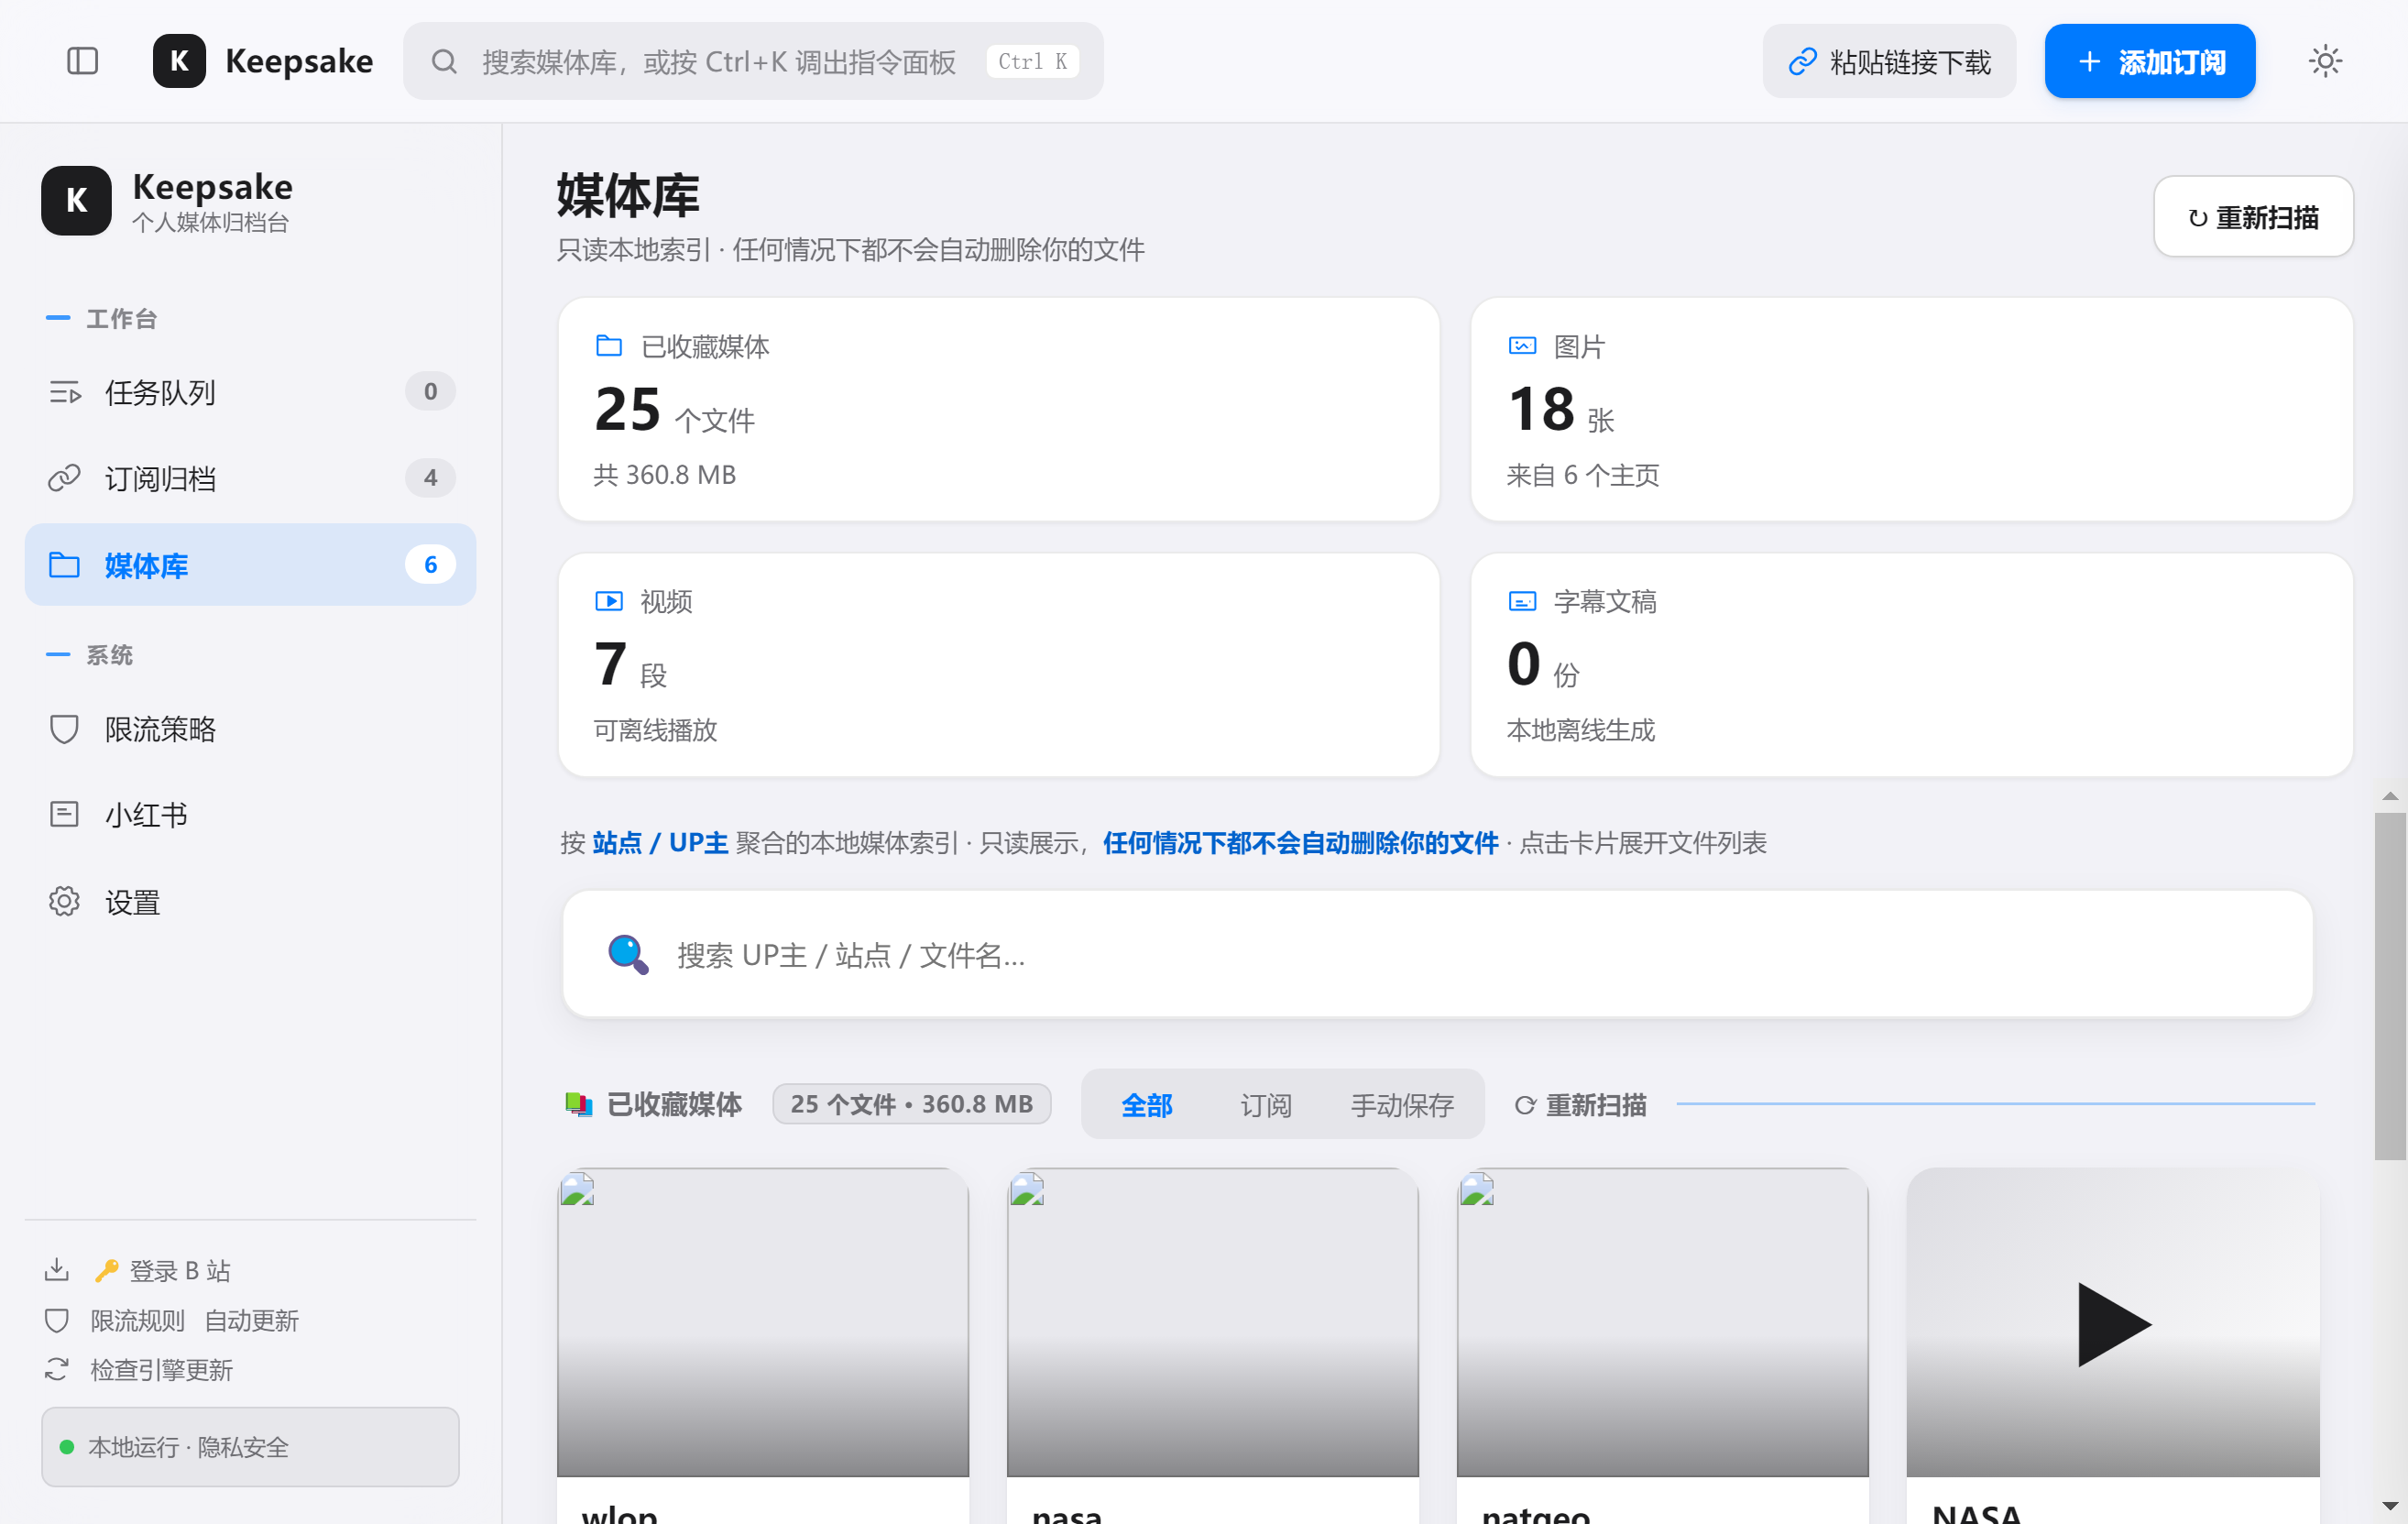 K Keepsake
搜索媒体库，或按 Ctrl+K 调出指令面板 Ctrl K
粘贴链接下载
+ 添加订阅
K Keepsake
个人媒体归档台
工作台
任务队列 0
订阅归档 4
媒体库 6
系统
限流策略
小红书
设置
登录 B 站
限流规则 自动更新
检查引擎更新
本地运行 · 隐私安全
媒体库
只读本地索引 · 任何情况下都不会自动删除你的文件
↻ 重新扫描
已收藏媒体
25 个文件
共 360.8 MB
图片
18 张
来自 6 个主页
视频
7 段
可离线播放
字幕文稿
0 份
本地离线生成
按 站点 / UP主 聚合的本地媒体索引 · 只读展示，任何情况下都不会自动删除你的文件 · 点击卡片展开文件列表
搜索 UP主 / 站点 / 文件名...
已收藏媒体 25 个文件 • 360.8 MB 全部 订阅 手动保存 重新扫描
wlop
nasa
natgeo
NASA